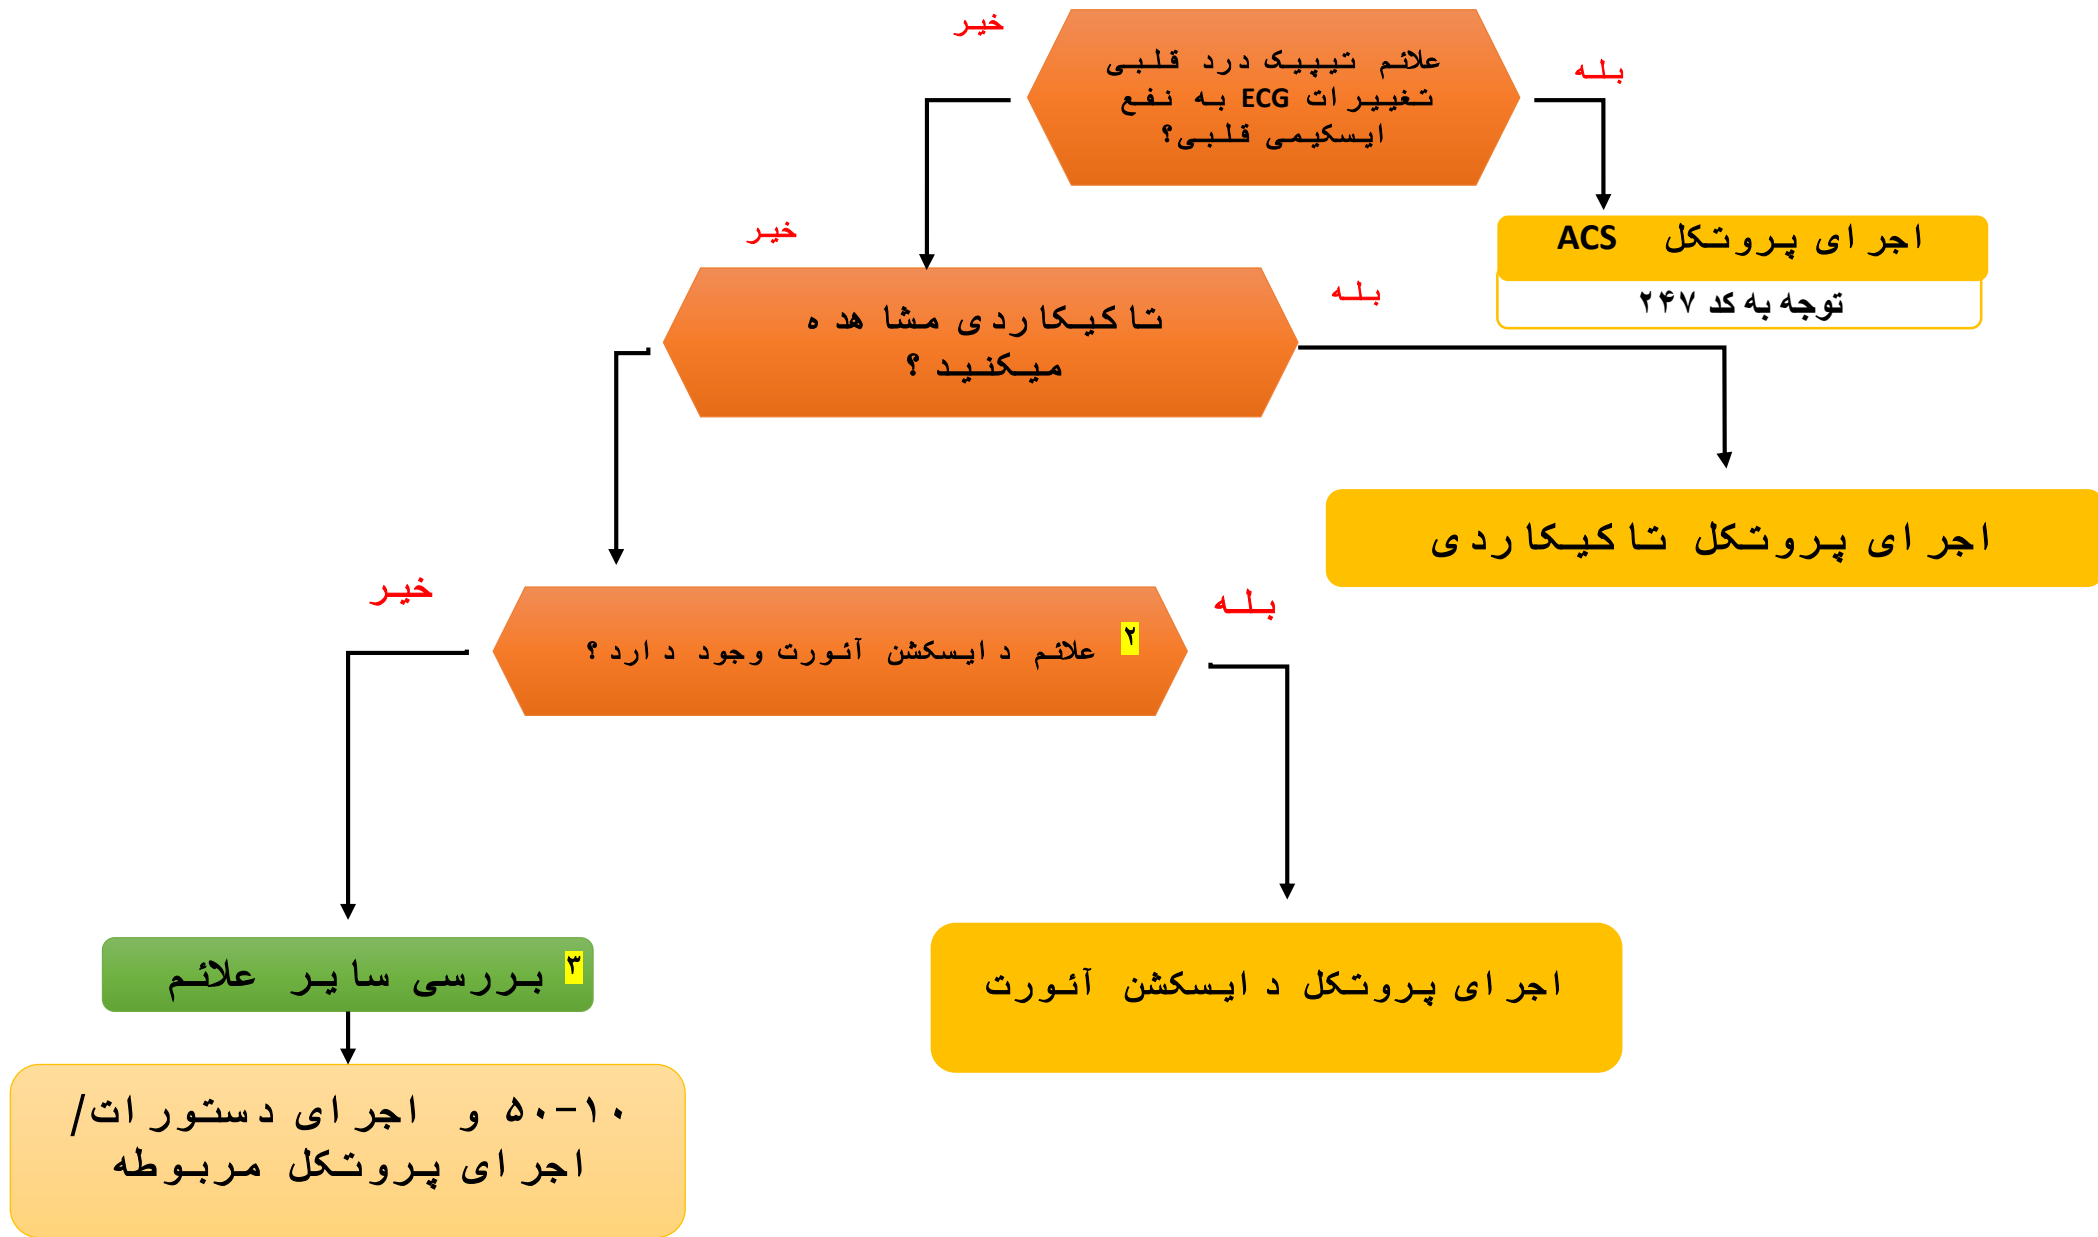 خیر
علائم تیپیک درد قلبی
تغییرات ECG به نفع
ایسکیمی قلبی؟
بله
اجرای پروتکل ACS
توجه به کد ۲۴۷
خیر
تاکیکاردی مشاهده
میکنید ؟
بله
اجرای پروتکل تاکیکاردی
خیر
۲ علائم دایسکشن آئورت وجود دارد؟
بله
۳ بررسی سایر علائم
اجرای پروتکل دایسکشن آئورت
۵۰-۱۰ و اجرای دستورات/
اجرای پروتکل مربوطه